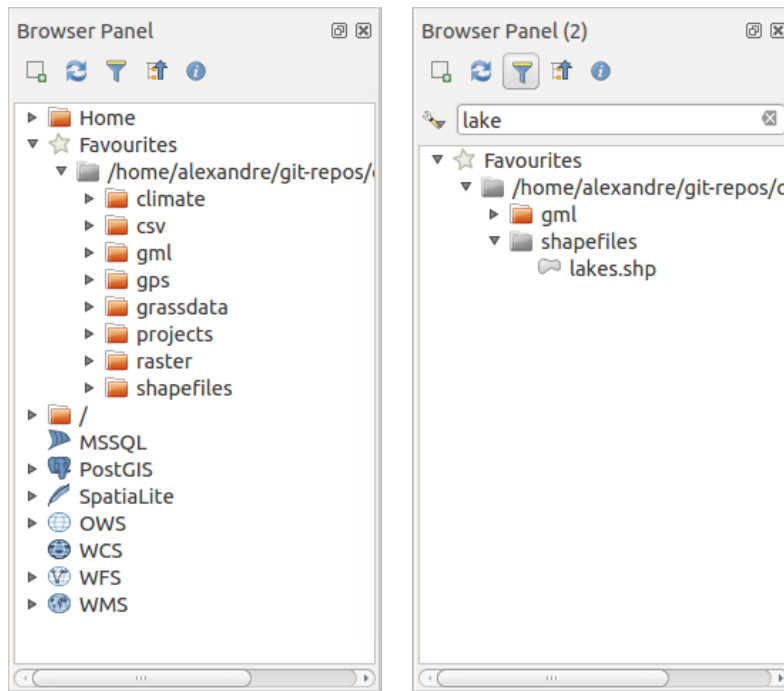 Browser Panel
Home
Favourites
/home/alexandre/git-repos/
climate
csv
gml
gps
grassdata
projects
raster
shapefiles
/
MSSQL
PostGIS
SpatiaLite
OWS
WCS
WFS
WMS
Browser Panel (2)
lake
Favourites
/home/alexandre/git-repos/
gml
shapefiles
lakes.shp